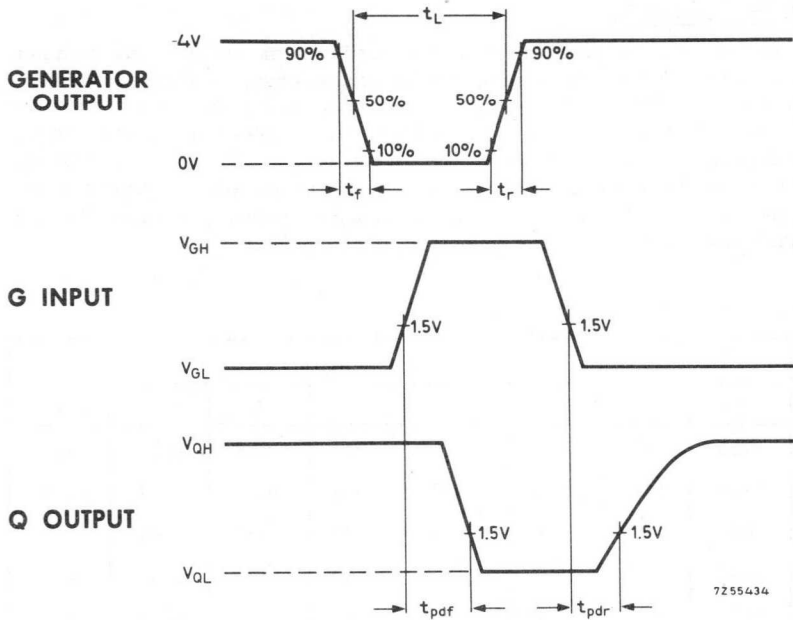 t_L
-4V
90%
90%
GENERATOR
OUTPUT
50%
50%
10%
10%
0V
t_f
t_r
V_GH
G INPUT
1.5V
1.5V
V_GL
V_QH
Q OUTPUT
1.5V
1.5V
V_QL
7Z55434
t_pdf
t_pdr